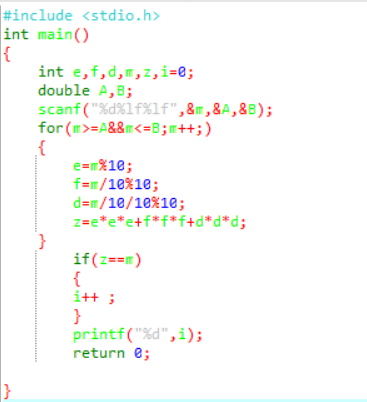 #include <stdio.h>
int main()
{
int e,f,d,m,z,i=0;
double A,B;
scanf("%d%lf%lf",&m,&A,&B);
for(m>=A&&m<=B;m++;)
{
e=m%10;
f=m/10%10;
d=m/10/10%10;
z=e*e*e+f*f*f+d*d*d;
}
if(z==m)
{
i++ ;
}
printf("%d",i);
return 0;
}